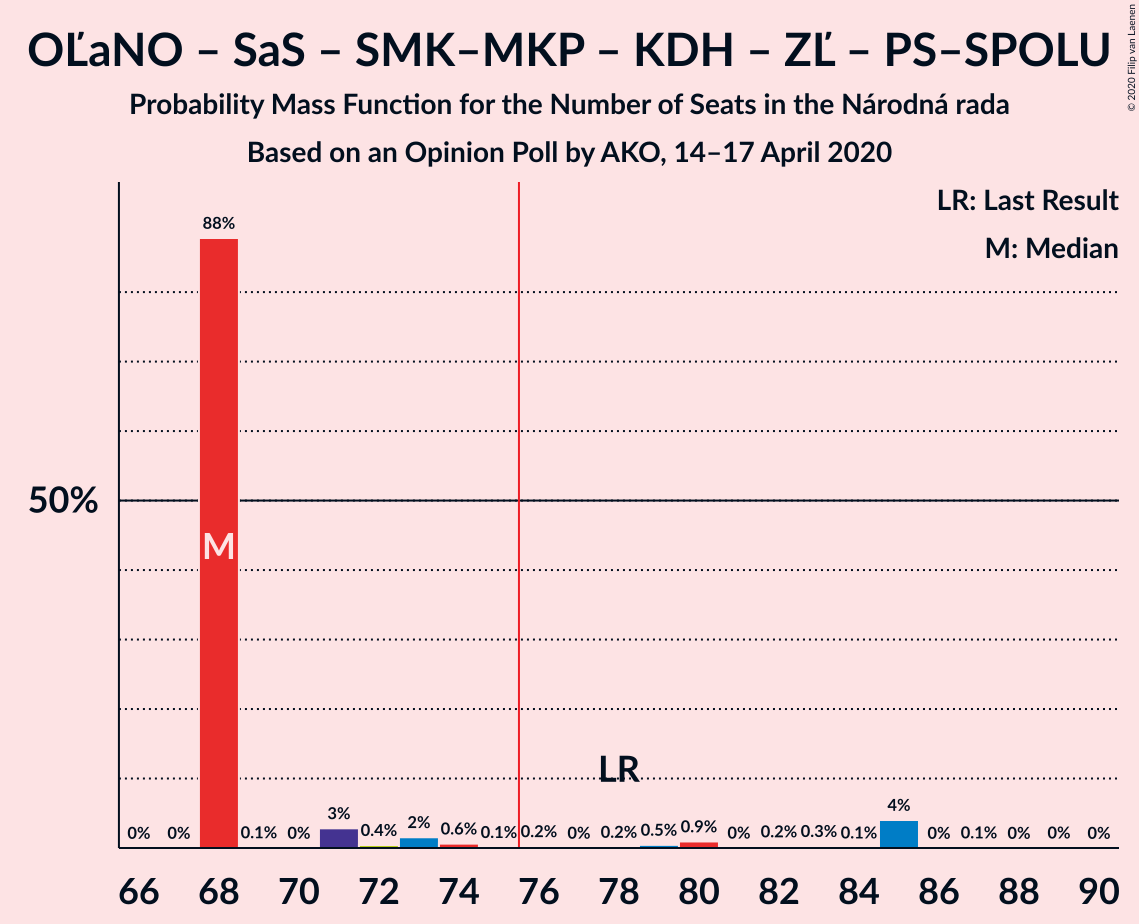 OĽaNO – SaS – SMK–MKP – KDH – ZĽ – PS–SPOLU
Probability Mass Function for the Number of Seats in the Národná rada
Based on an Opinion Poll by AKO, 14–17 April 2020
© 2020 Filip van Laenen
LR: Last Result
M: Median
50%
0% 0% 88% 0.1% 0% 3% 0.4% 2% 0.6% 0.1% 0.2% 0% 0.2% 0.5% 0.9% 0% 0.2% 0.3% 0.1% 4% 0% 0.1% 0% 0% 0%
M
LR
66 68 70 72 74 76 78 80 82 84 86 88 90